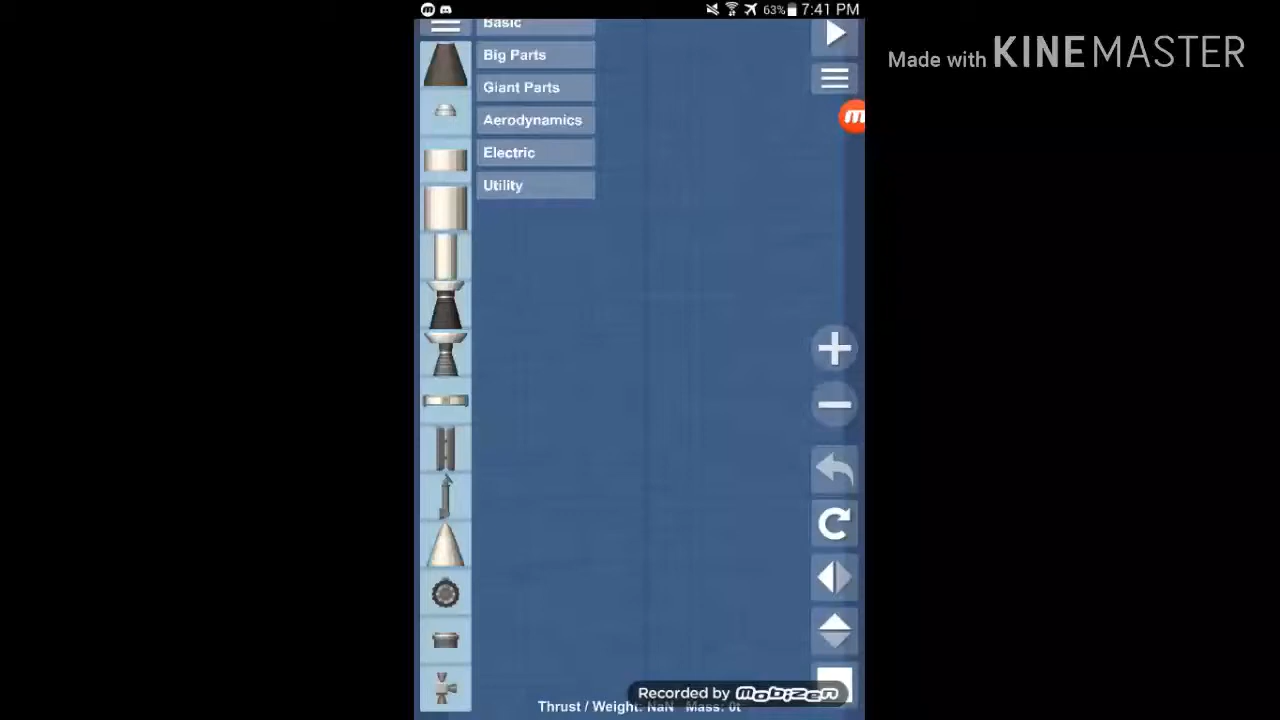 63% 7:41 PM
Basic
Big Parts
Giant Parts
Aerodynamics
Electric
Utility
Made with KINEMASTER
Recorded by mobizen
Thrust / Weight: NaN Mass: 0t